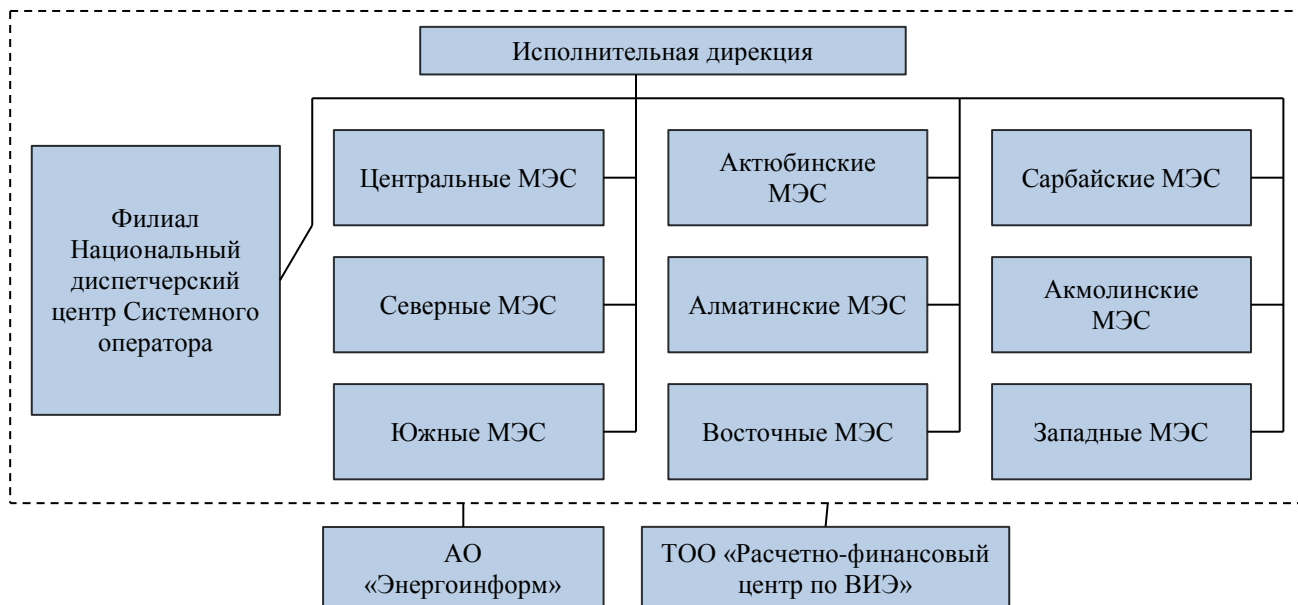 Исполнительная дирекция
Филиал
Национальный
диспетчерский
центр Системного
оператора
Центральные МЭС
Актюбинские
МЭС
Сарбайские МЭС
Северные МЭС
Алматинские МЭС
Акмолинские
МЭС
Южные МЭС
Восточные МЭС
Западные МЭС
АО
«Энергоинформ»
ТОО «Расчетно-финансовый
центр по ВИЭ»